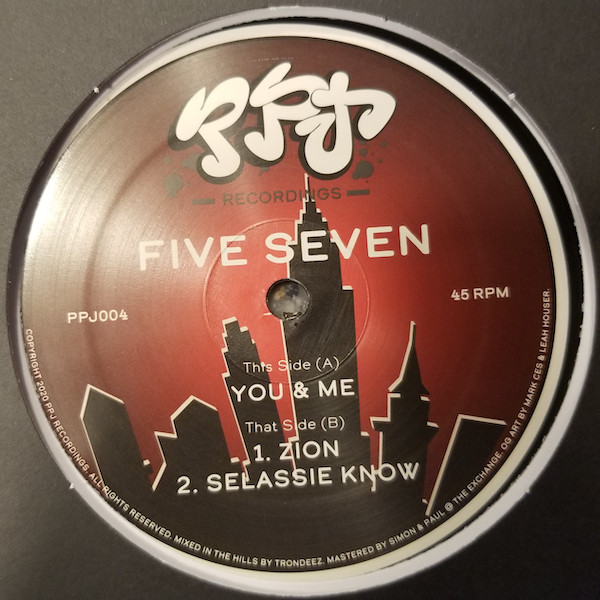 PPJ
RECORDINGS
FIVE SEVEN
PPJ004
45 RPM
This Side (A)
YOU & ME
That Side (B)
1. ZION
2. SELASSIE KNOW
COPYRIGHT 2020 PPJ RECORDINGS. ALL RIGHTS RESERVED. MIXED IN THE HILLS BY TRONDEEZ. MASTERED BY SIMON & PAUL @ THE EXCHANGE. OG ART BY MARK CES & LEAH HOUSER.